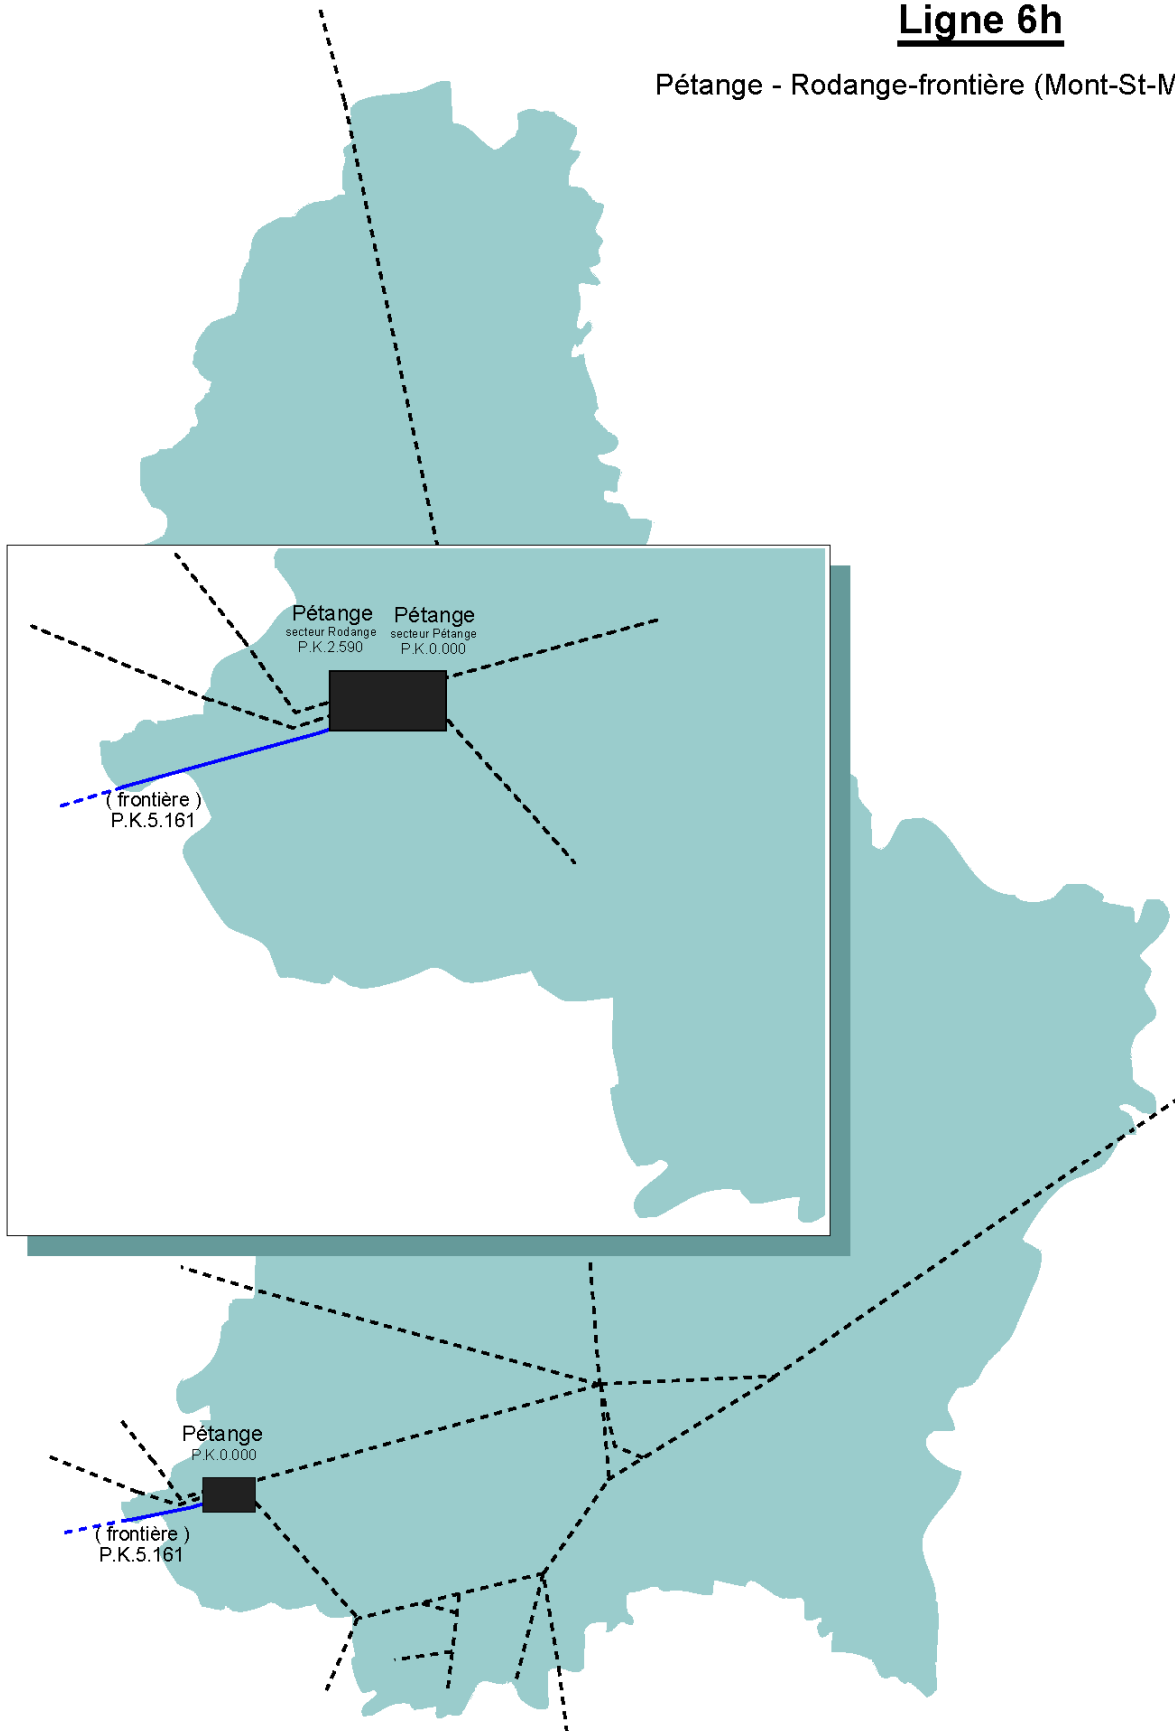 Ligne 6h
Pétange - Rodange-frontière (Mont-St-M
Pétange
secteur Rodange
P.K.2.590
Pétange
secteur Pétange
P.K.0.000
( frontière )
P.K.5.161
Pétange
P.K.0.000
( frontière )
P.K.5.161